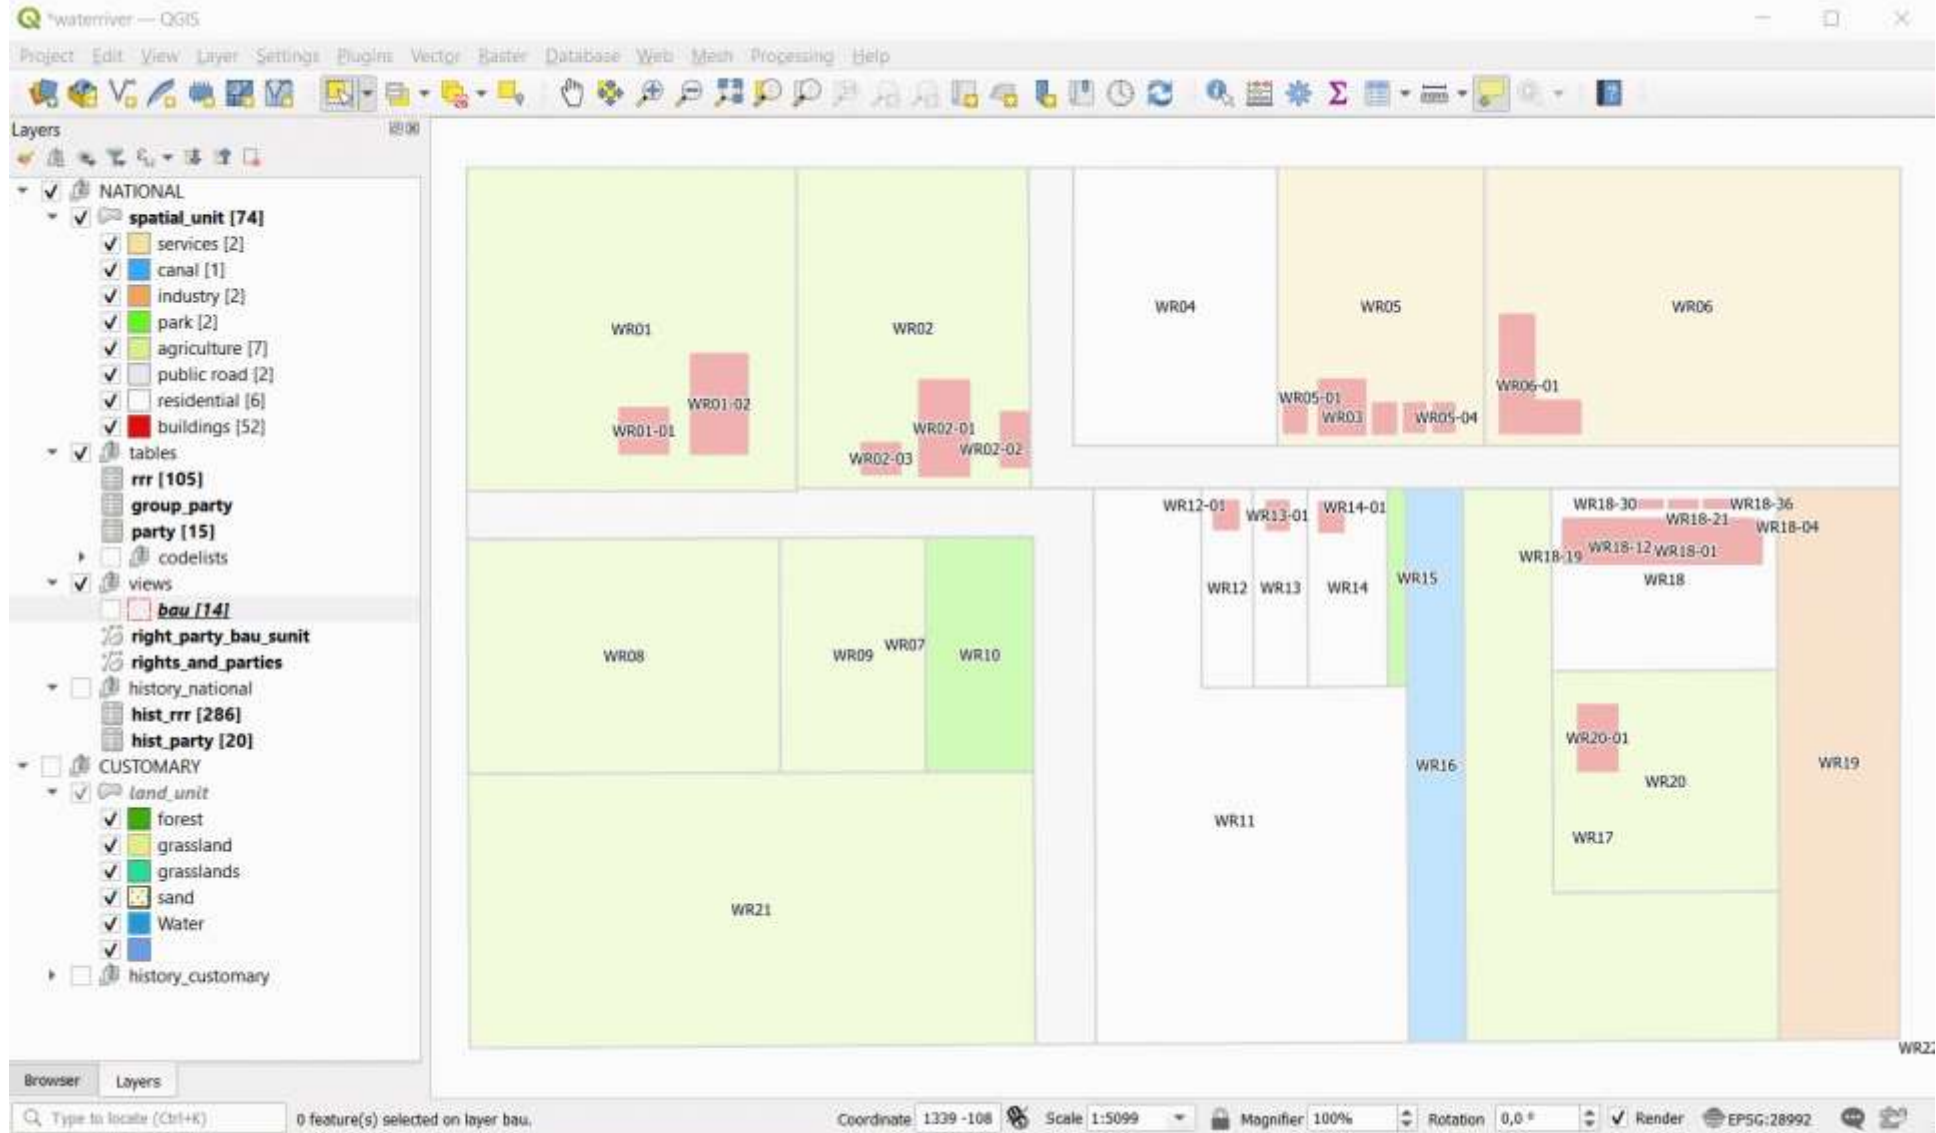 *waterriver — QGIS
Project Edit View Layer Settings Plugins Vector Raster Database Web Mesh Processing Help
Layers
NATIONAL
spatial_unit [74]
services [2]
canal [1]
industry [2]
park [2]
agriculture [7]
public road [2]
residential [6]
buildings [52]
tables
rrr [105]
group_party
party [15]
codelists
views
bau [14]
right_party_bau_sunit
rights_and_parties
history_national
hist_rrr [286]
hist_party [20]
CUSTOMARY
land_unit
forest
grassland
grasslands
sand
Water
history_customary
Browser Layers
WR01
WR02
WR04
WR05
WR06
WR01-01
WR01-02
WR02-01
WR02-02
WR02-03
WR05-01
WR03
WR05-04
WR06-01
WR12-01
WR13-01
WR14-01
WR18-30
WR18-36
WR18-21
WR18-04
WR18-19
WR18-12
WR18-01
WR18
WR12
WR13
WR14
WR15
WR08
WR09
WR07
WR10
WR20-01
WR16
WR20
WR19
WR11
WR17
WR21
WR22
Type to locate (Ctrl+K)
0 feature(s) selected on layer bau.
Coordinate 1339 -108 Scale 1:5099 Magnifier 100% Rotation 0,0 ° Render EPSG:28992